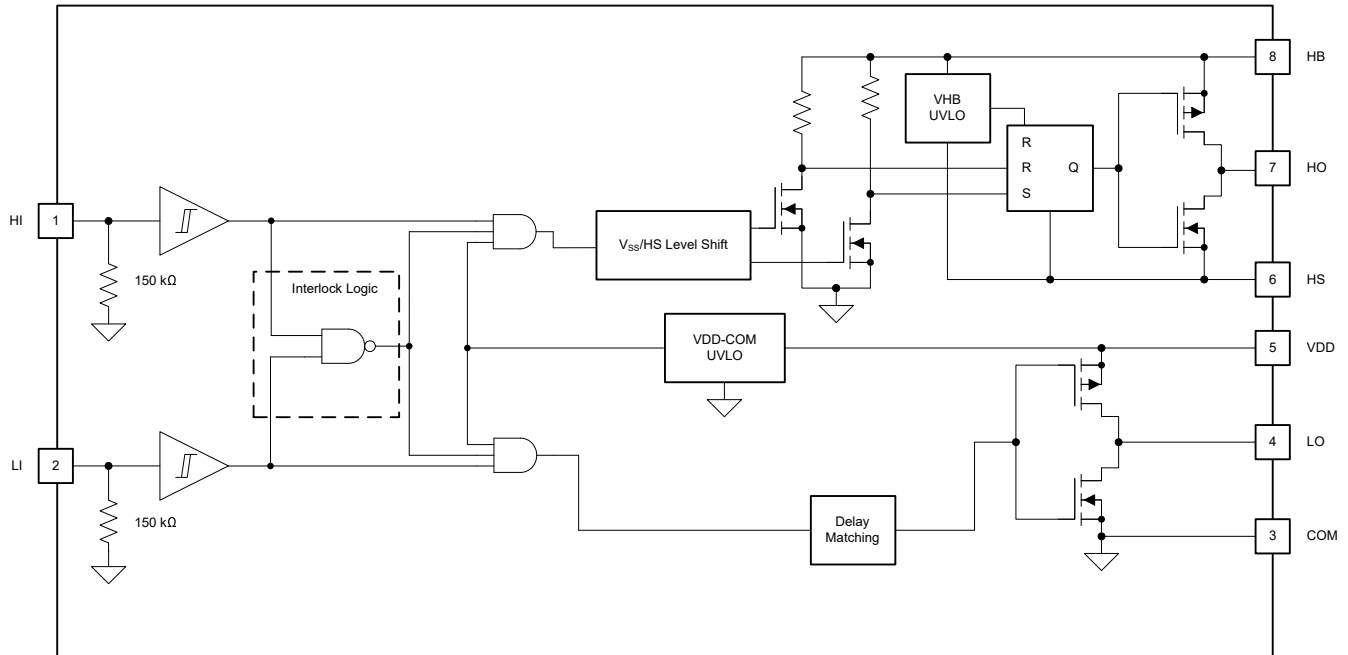 8 HB
VHB
UVLO
R
R Q
S
7 HO
HI 1
V_SS/HS Level Shift
150 kΩ
Interlock Logic
6 HS
VDD-COM
UVLO
5 VDD
4 LO
LI 2
150 kΩ
Delay
Matching
3 COM